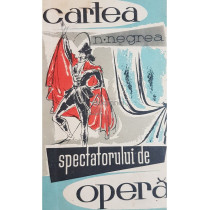 cartea
n·negrea
spectatorului de
operă